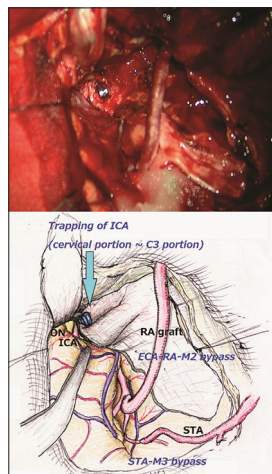 Trapping of ICA
(cervical portion ~ C3 portion)
ON
ICA
RA graft
ECA-RA-M2 bypass
STA
STA-M3 bypass